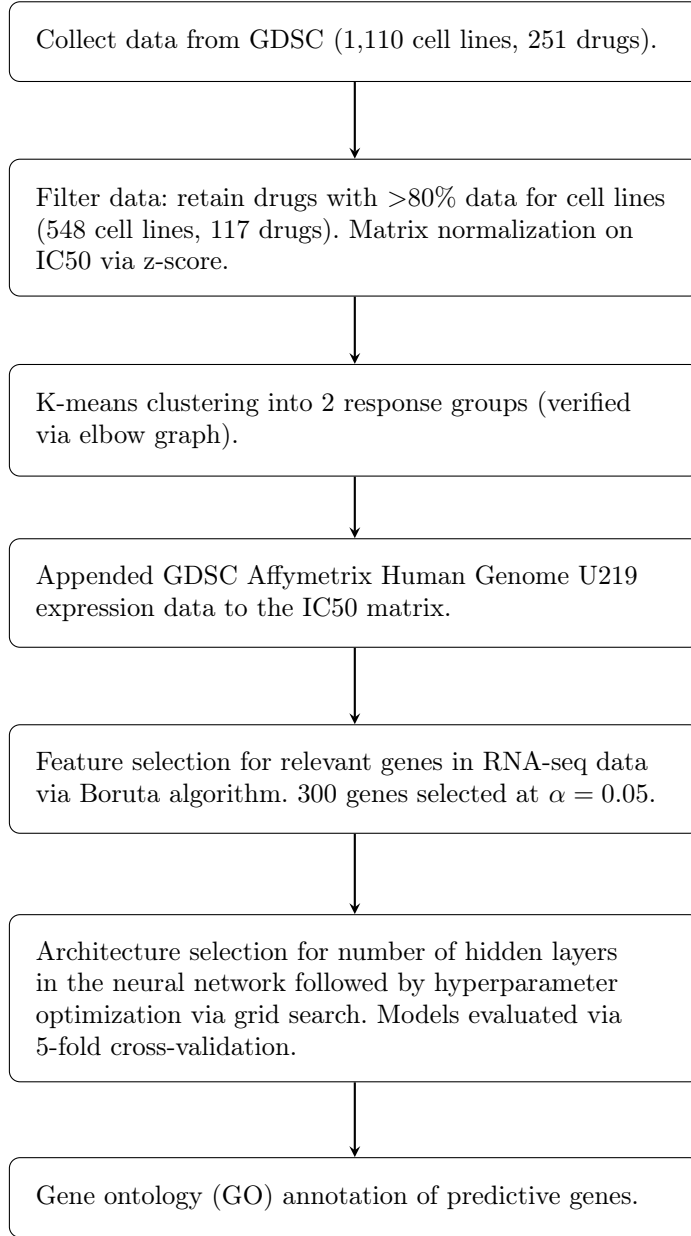 Collect data from GDSC (1,110 cell lines, 251 drugs).
Filter data: retain drugs with >80% data for cell lines
(548 cell lines, 117 drugs). Matrix normalization on
IC50 via z-score.
K-means clustering into 2 response groups (verified
via elbow graph).
Appended GDSC Affymetrix Human Genome U219
expression data to the IC50 matrix.
Feature selection for relevant genes in RNA-seq data
via Boruta algorithm. 300 genes selected at α = 0.05.
Architecture selection for number of hidden layers
in the neural network followed by hyperparameter
optimization via grid search. Models evaluated via
5-fold cross-validation.
Gene ontology (GO) annotation of predictive genes.